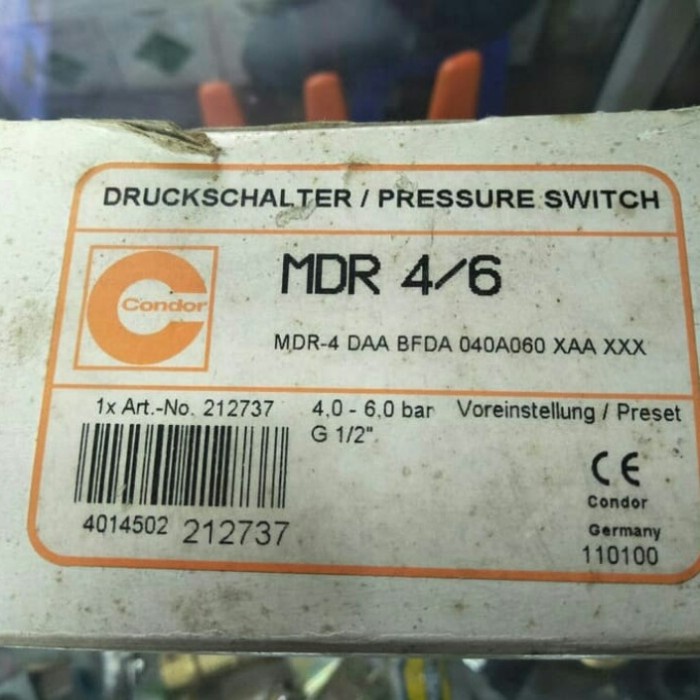 DRUCKSCHALTER / PRESSURE SWITCH
Condor
MDR 4/6
MDR-4 DAA BFDA 040A060 XAA XXX
1x Art.-No. 212737
4,0 - 6,0 bar Voreinstellung / Preset
G 1/2"
4014502 212737
CE
Condor
Germany
110100